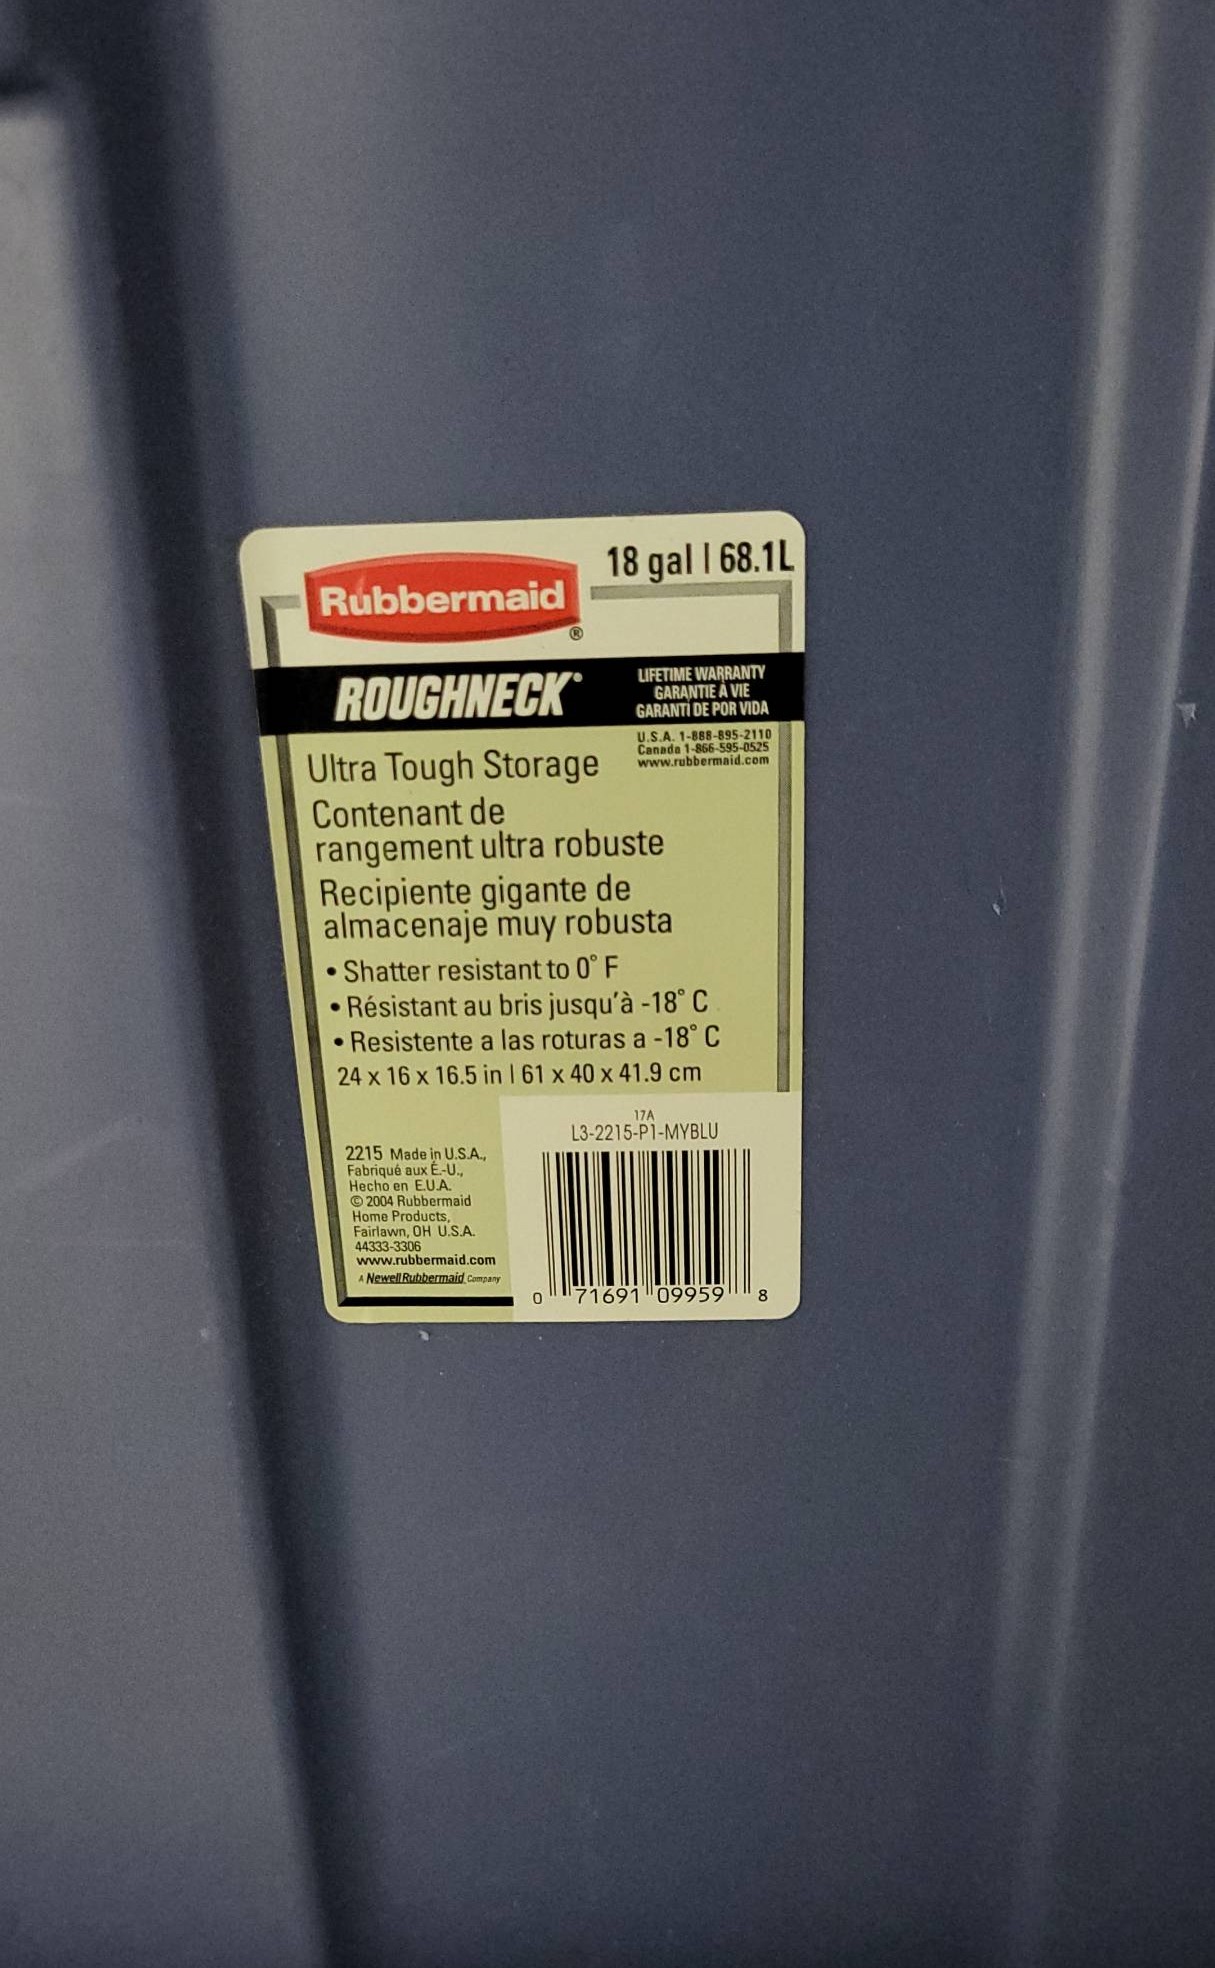 18 gal | 68.1L
Rubbermaid
®
ROUGHNECK®
LIFETIME WARRANTY
GARANTIE À VIE
GARANTÍ DE POR VIDA
U.S.A. 1-888-895-2110
Canada 1-866-595-0525
www.rubbermaid.com
Ultra Tough Storage
Contenant de
rangement ultra robuste
Recipiente gigante de
almacenaje muy robusta
• Shatter resistant to 0° F
• Résistant au bris jusqu'à -18° C
• Resistente a las roturas a -18° C
24 x 16 x 16.5 in | 61 x 40 x 41.9 cm
2215 Made in U.S.A.,
Fabriqué aux É.-U.,
Hecho en E.U.A.
© 2004 Rubbermaid
Home Products,
Fairlawn, OH U.S.A.
44333-3306
www.rubbermaid.com
A Newell Rubbermaid Company
17A
L3-2215-P1-MYBLU
0 71691 09959 8